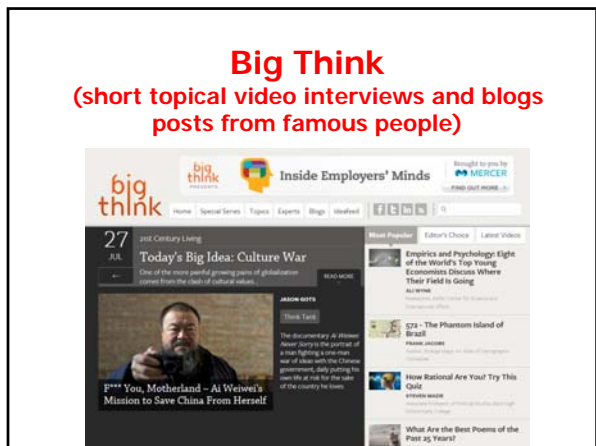 Big Think
(short topical video interviews and blogs
posts from famous people)
big think
big think
PRESENTS
Inside Employers' Minds
Brought to you by
MERCER
FIND OUT MORE
Home Special Series Topics Experts Blogs Ideafeed
27
JUL
21st Century Living
Today's Big Idea: Culture War
One of the more painful growing pains of globalization
comes from the clash of cultural values.
READ MORE
JASON GOTS
Think Tank
The documentary Ai Weiwei
Never Sorry is the portrait of
a man fighting a one-man
war of ideas with the Chinese
government, daily putting his
own life at risk for the sake
of the country he loves.
F*** You, Motherland – Ai Weiwei's
Mission to Save China From Herself
Most Popular Editor's Choice Latest Videos
Empirics and Psychology: Eight
of the World's Top Young
Economists Discuss Where
Their Field Is Going
ALI WYNE
572 - The Phantom Island of
Brazil
FRANK JACOBS
How Rational Are You? Try This
Quiz
STEVEN MAZIE
What Are the Best Poems of the
Past 25 Years?